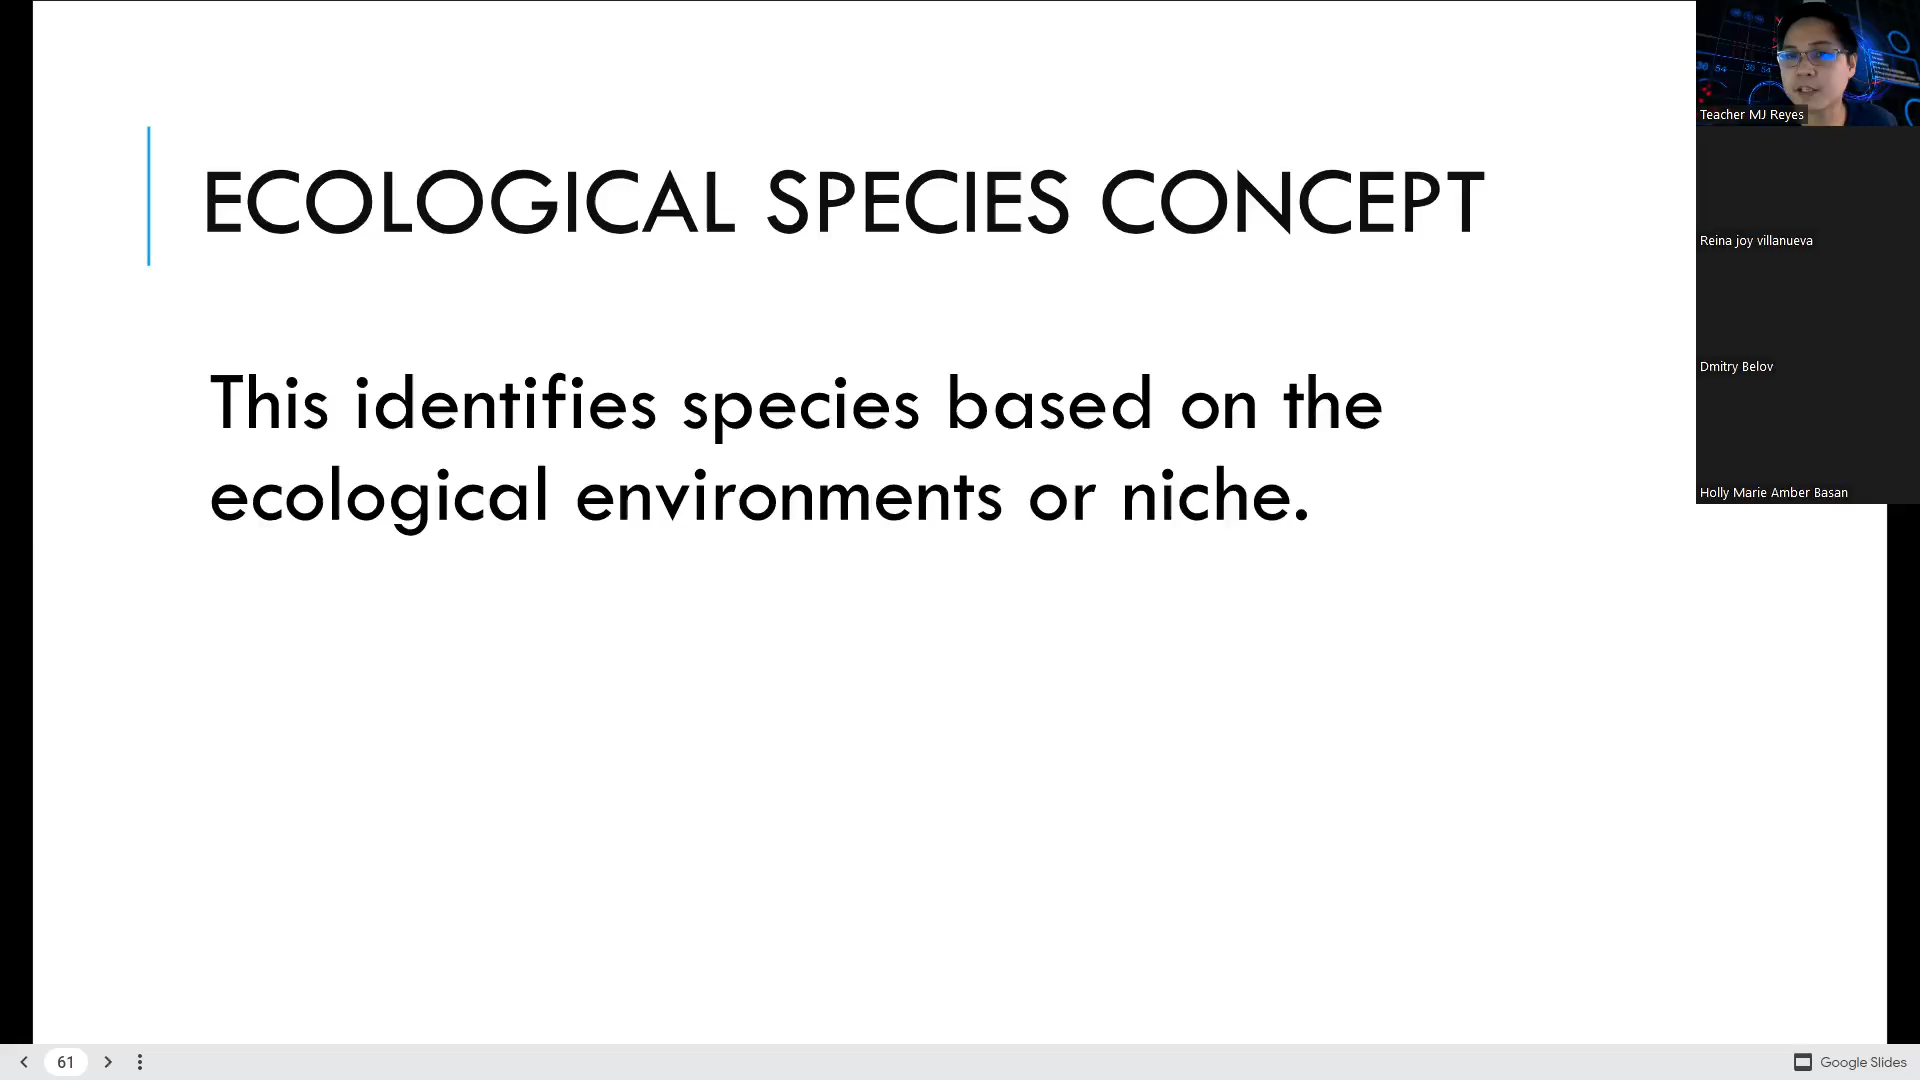 ECOLOGICAL SPECIES CONCEPT
This identifies species based on the
ecological environments or niche.
Teacher MJ Reyes
Reina joy villanueva
Dmitry Belov
Holly Marie Amber Basan
61
Google Slides